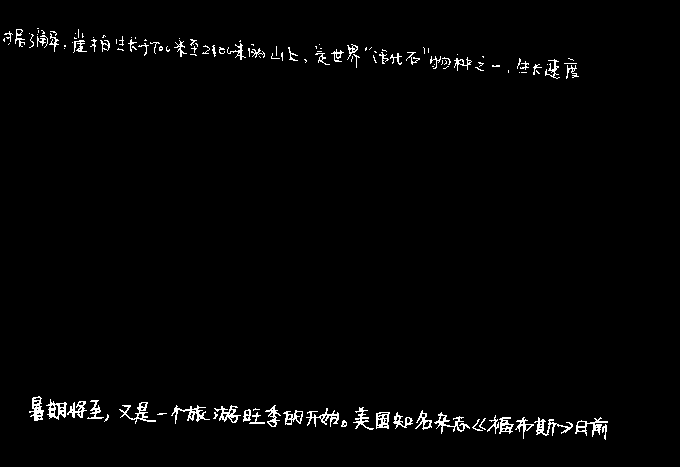 据了解，崖柏生长于700米至2100米的山上，是世界“活化石”物种之一，生长速度
暑期将至，又是一个旅游旺季的开始。美国知名杂志《福布斯》日前